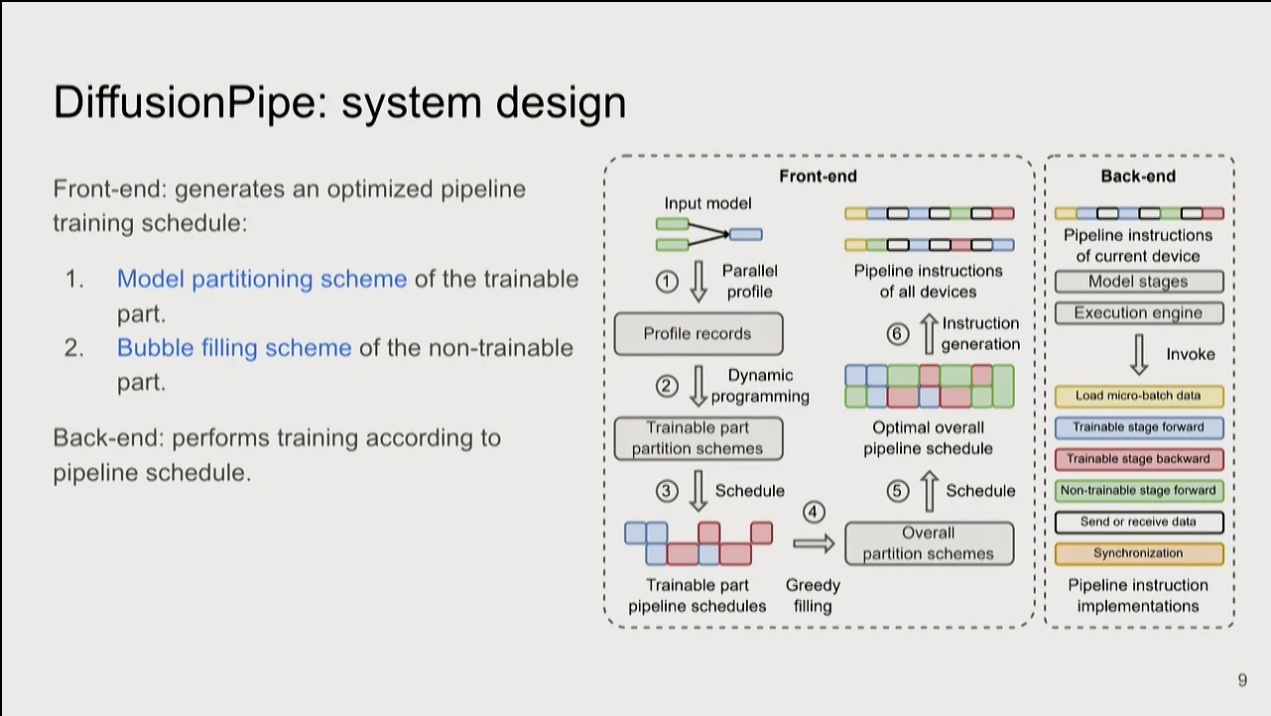 DiffusionPipe: system design
Front-end: generates an optimized pipeline
training schedule:
1. Model partitioning scheme of the trainable
part.
2. Bubble filling scheme of the non-trainable
part.
Back-end: performs training according to
pipeline schedule.
Front-end
Input model
① Parallel
profile
Profile records
② Dynamic
programming
Trainable part
partition schemes
③ Schedule
Trainable part
pipeline schedules
④
Greedy
filling
Overall
partition schemes
⑤ Schedule
Optimal overall
pipeline schedule
⑥ Instruction
generation
Pipeline instructions
of all devices
Back-end
Pipeline instructions
of current device
Model stages
Execution engine
Invoke
Load micro-batch data
Trainable stage forward
Trainable stage backward
Non-trainable stage forward
Send or receive data
Synchronization
Pipeline instruction
implementations
9